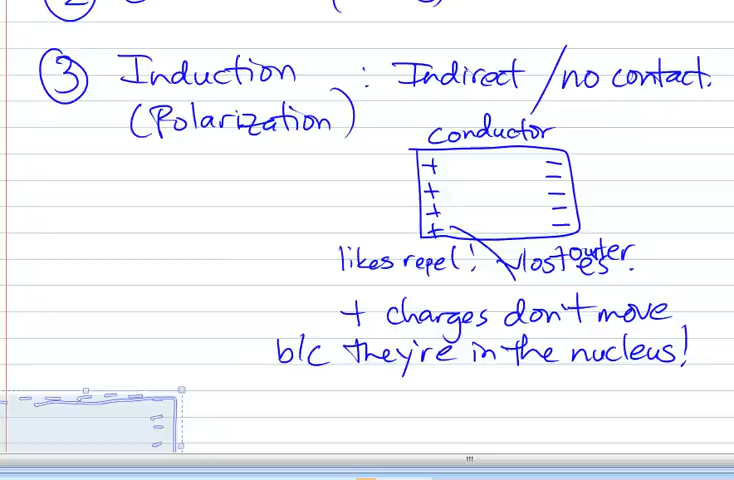 ③ Induction : Indirect / no contact.
(Polarization)
conductor
+ −
+ −
+ −
+ −
−
likes repel! lost outer
es.
+ charges don't move
b/c they're in the nucleus!